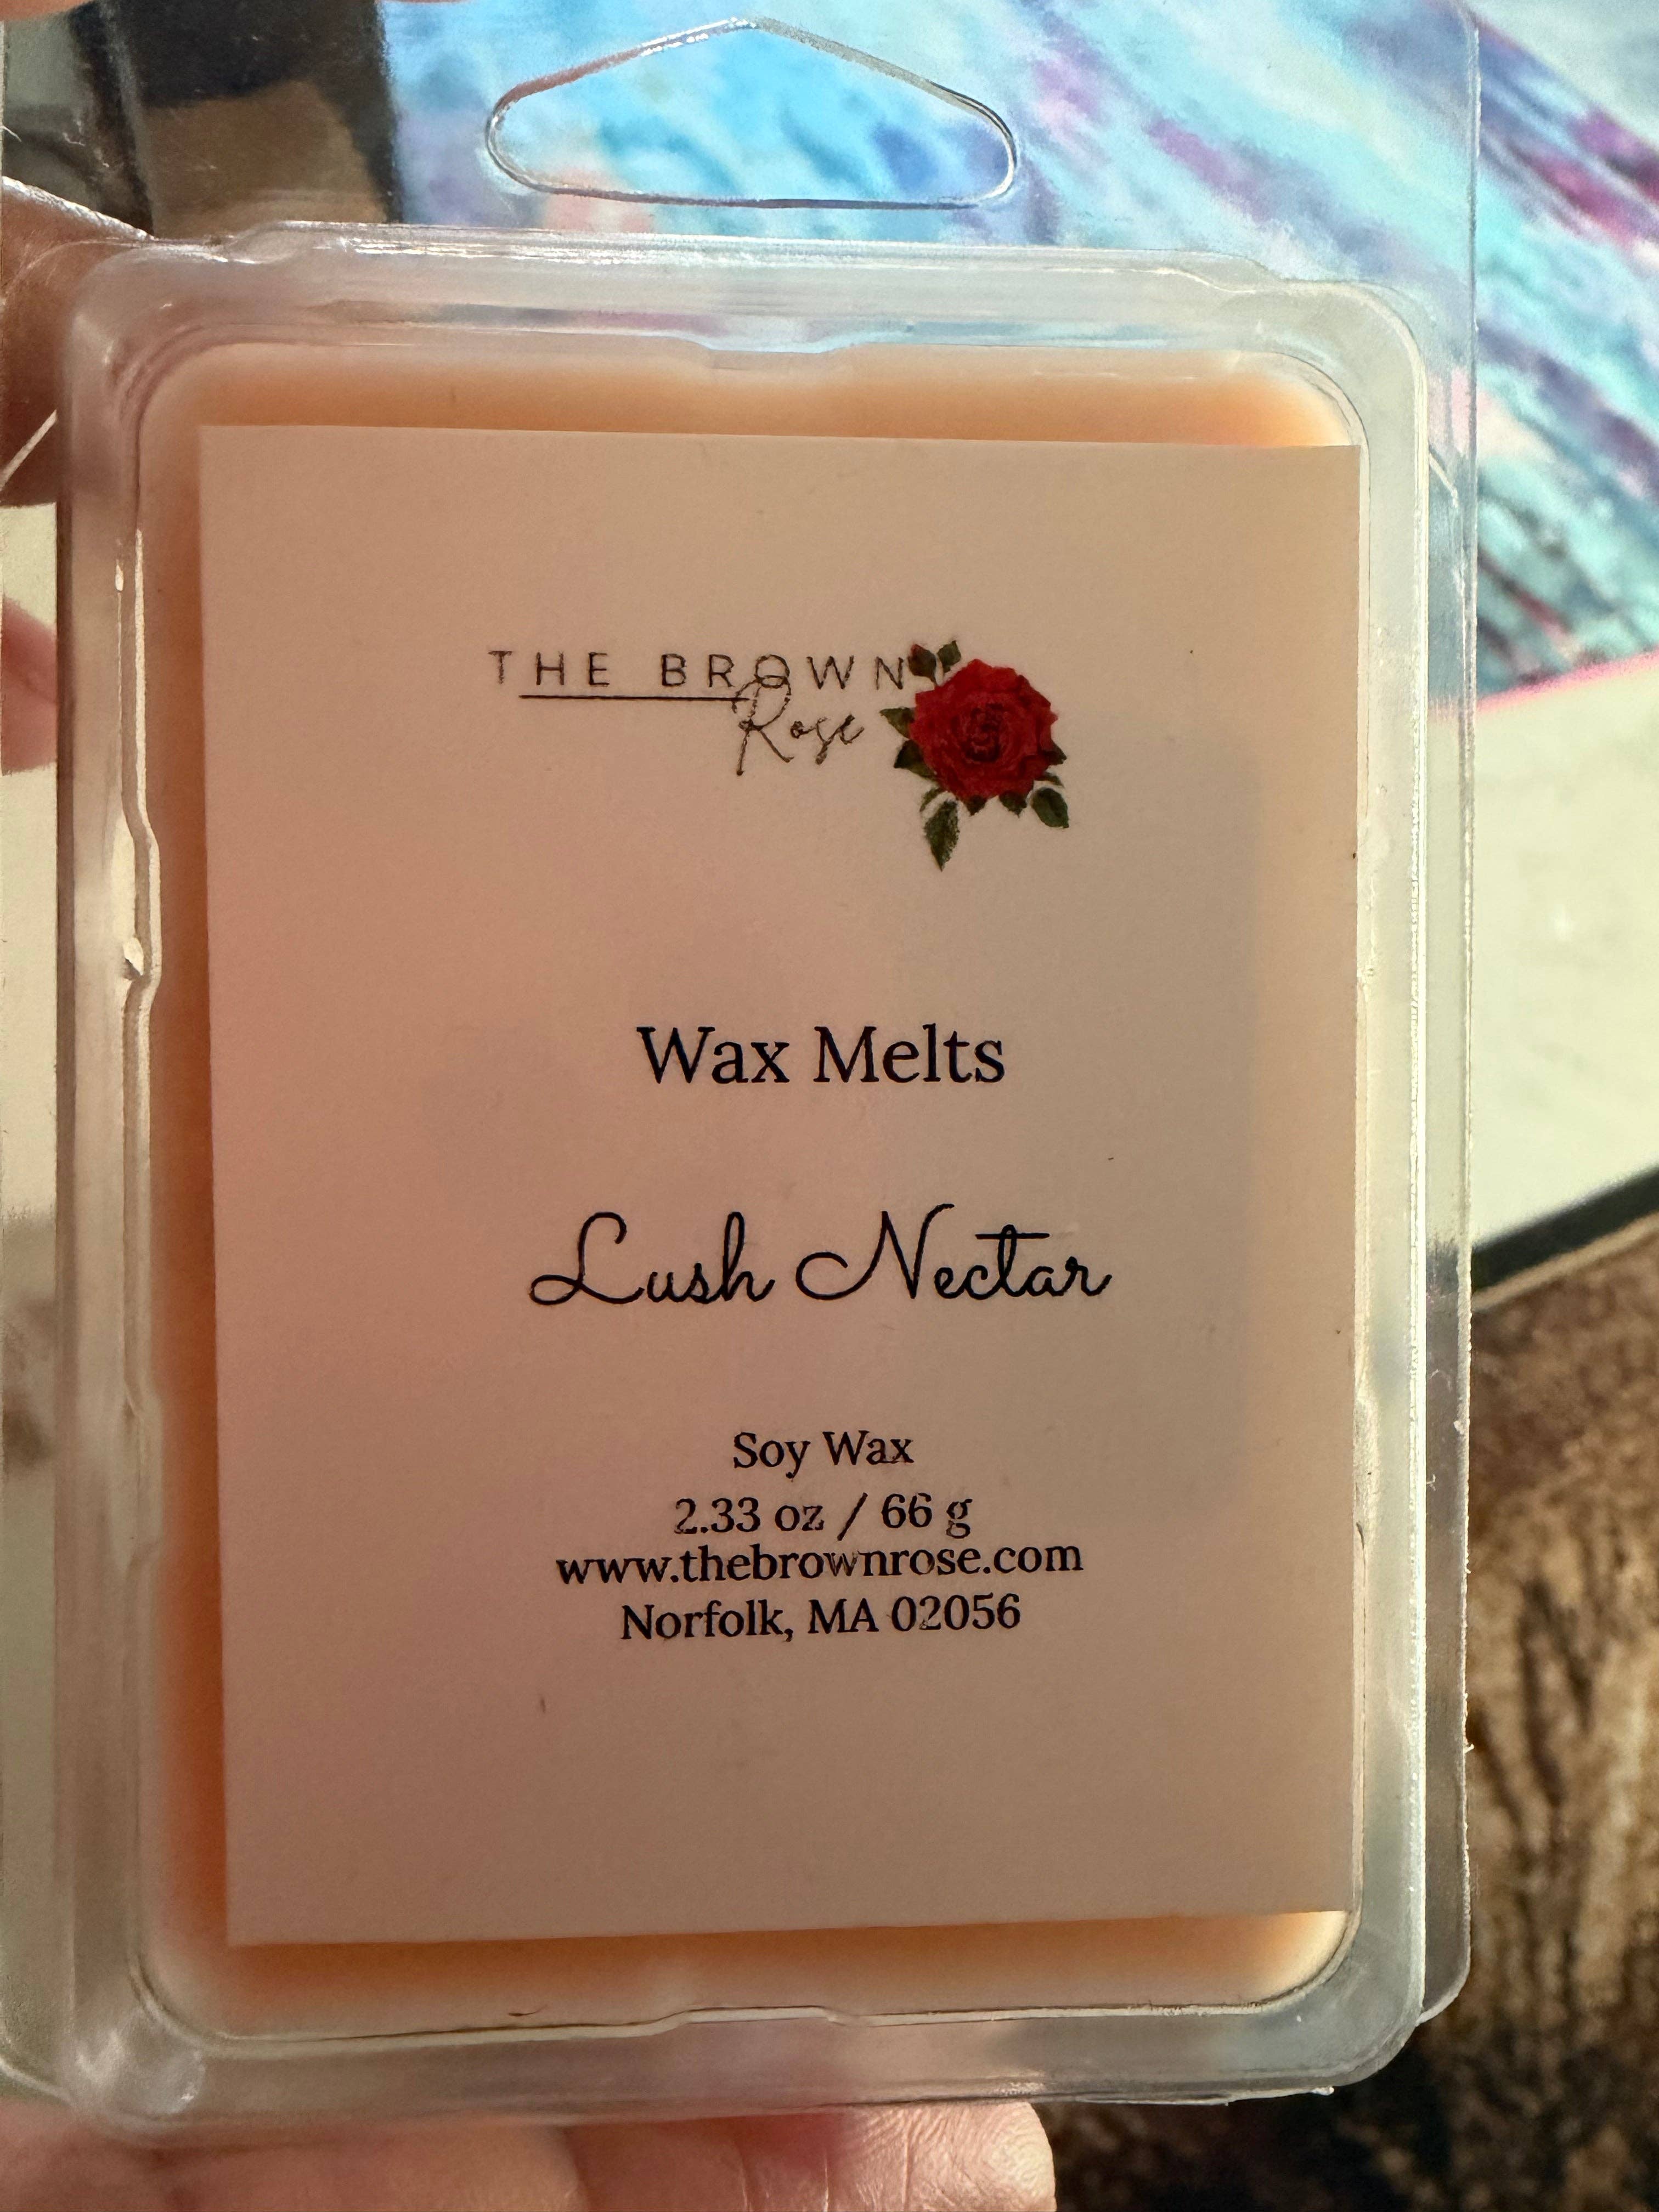 THE BROWN
Rose
Wax Melts
Lush Nectar
Soy Wax
2.33 oz / 66 g
www.thebrownrose.com
Norfolk, MA 02056